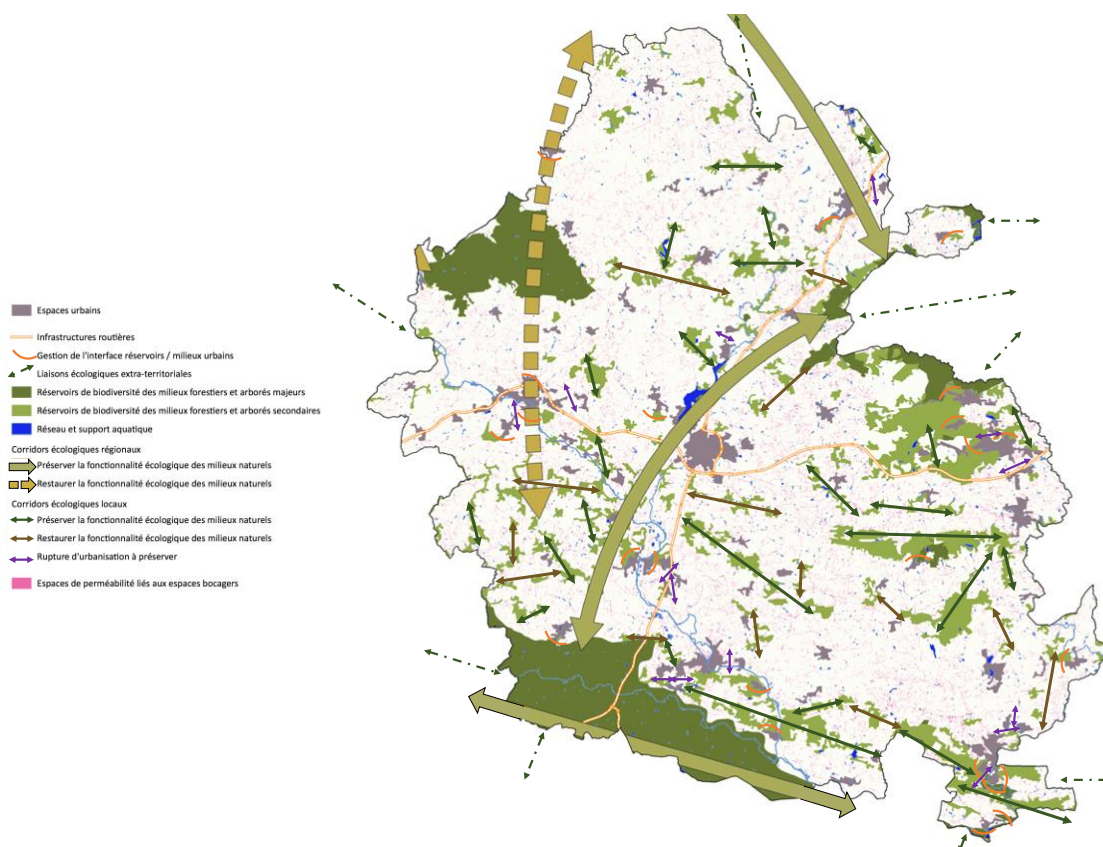 Espaces urbains
Infrastructures routières
Gestion de l'interface réservoirs / milieux urbains
Liaisons écologiques extra-territoriales
Réservoirs de biodiversité des milieux forestiers et arborés majeurs
Réservoirs de biodiversité des milieux forestiers et arborés secondaires
Réseau et support aquatique
Corridors écologiques régionaux
Préserver la fonctionnalité écologique des milieux naturels
Restaurer la fonctionnalité écologique des milieux naturels
Corridors écologiques locaux
Préserver la fonctionnalité écologique des milieux naturels
Restaurer la fonctionnalité écologique des milieux naturels
Rupture d'urbanisation à préserver
Espaces de perméabilité liés aux espaces bocagers